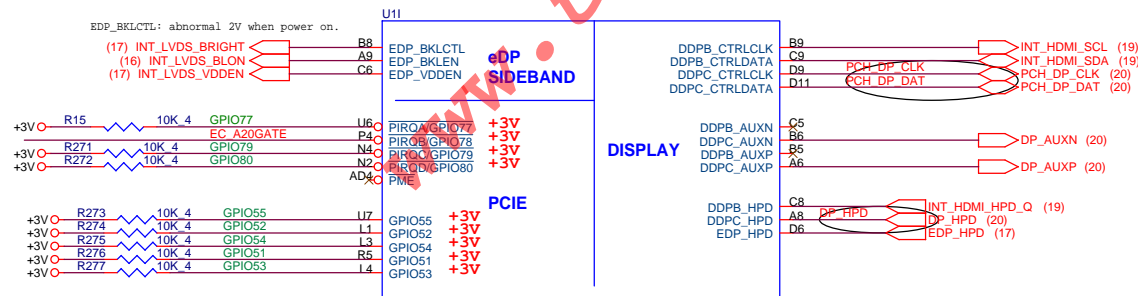 U1I
EDP_BKLCTL: abnormal 2V when power on.
(17) INT_LVDS_BRIGHT B8 EDP_BKLCTL
(16) INT_LVDS_BLON A9 EDP_BKLEN
(17) INT_LVDS_VDDEN C6 EDP_VDDEN
eDP
SIDEBAND
DDPB_CTRLCLK B9 INT_HDMI_SCL (19)
DDPB_CTRLDATA C9 INT_HDMI_SDA (19)
DDPC_CTRLCLK D9 PCH_DP_CLK PCH_DP_CLK (20)
DDPC_CTRLDATA D11 PCH_DP_DAT PCH_DP_DAT (20)
+3V R15 10K_4 GPIO77 U6 PIRQA/GPIO77 +3V
EC_A20GATE P4 PIRQB/GPIO78 +3V
+3V R271 10K_4 GPIO79 N4 PIRQC/GPIO79 +3V
+3V R272 10K_4 GPIO80 N2 PIRQD/GPIO80 +3V
AD4 PME
DISPLAY
DDPB_AUXN C5
DDPC_AUXN B6 DP_AUXN (20)
DDPB_AUXP B5
DDPC_AUXP A6 DP_AUXP (20)
PCIE
+3V R273 10K_4 GPIO55 U7 GPIO55 +3V
+3V R274 10K_4 GPIO52 L1 GPIO52 +3V
+3V R275 10K_4 GPIO54 L3 GPIO54 +3V
+3V R276 10K_4 GPIO51 R5 GPIO51 +3V
+3V R277 10K_4 GPIO53 L4 GPIO53 +3V
DDPB_HPD C8 INT_HDMI_HPD_Q (19)
DDPC_HPD A8 DP_HPD DP_HPD (20)
EDP_HPD D6 EDP_HPD (17)
www.t